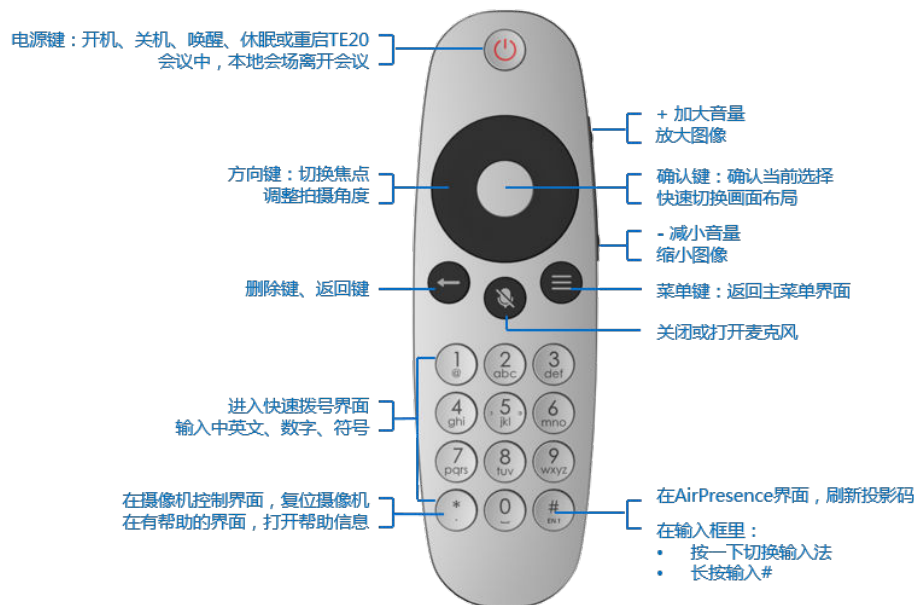 电源键：开机、关机、唤醒、休眠或重启TE20
会议中，本地会场离开会议
+ 加大音量
放大图像
方向键：切换焦点
调整拍摄角度
确认键：确认当前选择
快速切换画面布局
- 减小音量
缩小图像
删除键、返回键
菜单键：返回主菜单界面
关闭或打开麦克风
1
@
2
abc
3
def
进入快速拨号界面
输入中英文、数字、符号
4
ghi
5
jkl
6
mno
7
pqrs
8
tuv
9
wxyz
在摄像机控制界面，复位摄像机
在有帮助的界面，打开帮助信息
*
.
0
#
在AirPresence界面，刷新投影码
在输入框里：
• 按一下切换输入法
• 长按输入#